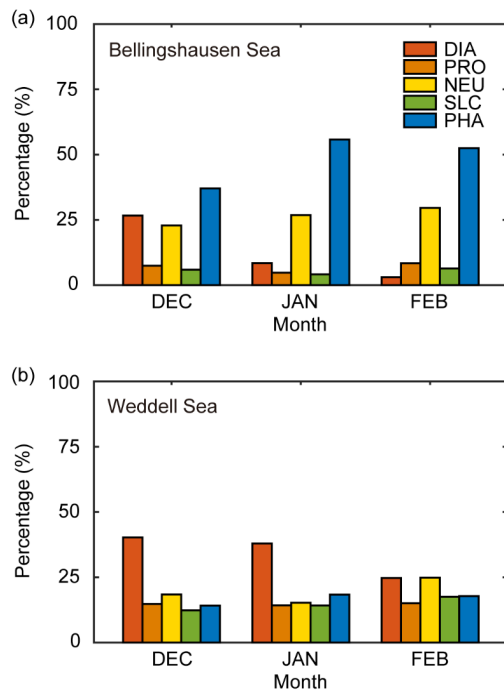 (a)
100
Bellingshausen Sea
DIA
PRO
NEU
SLC
PHA
75
50
25
0
Percentage (%)
DEC JAN FEB
Month
(b)
100
Weddell Sea
75
50
25
0
Percentage (%)
DEC JAN FEB
Month